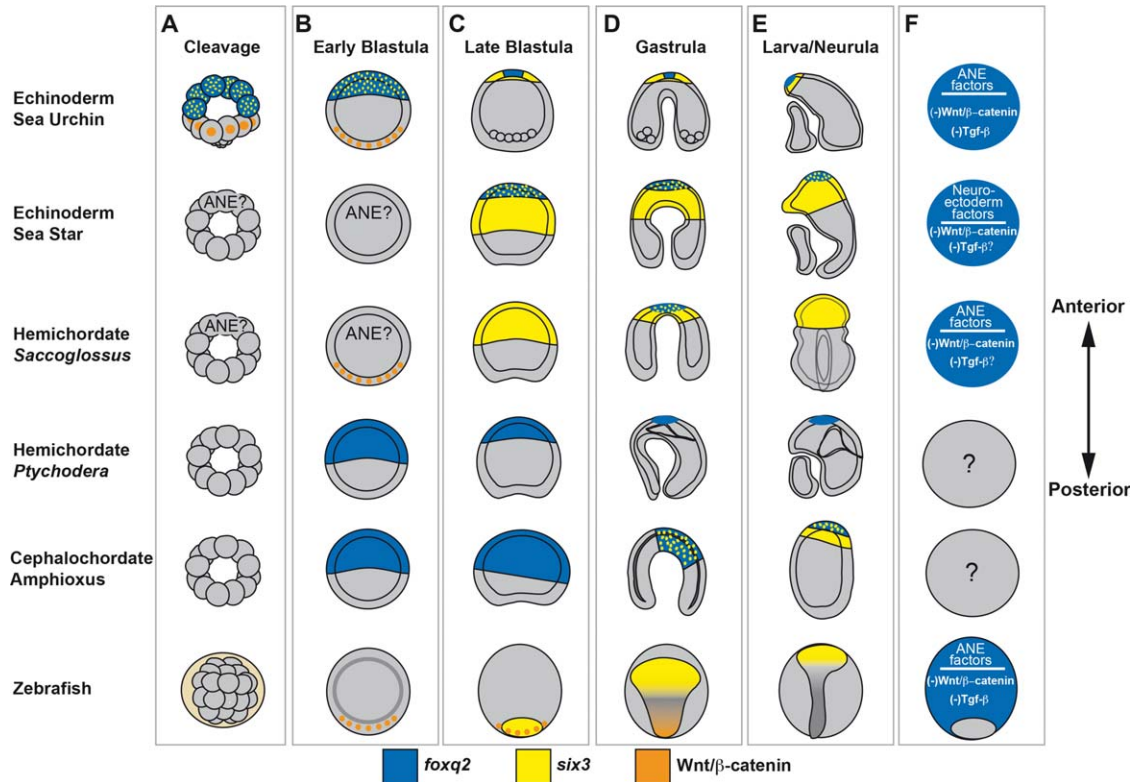 A B C D E F
Cleavage Early Blastula Late Blastula Gastrula Larva/Neurula
Echinoderm
Sea Urchin
ANE
factors
(-)Wnt/β-catenin
(-)Tgf-β
Echinoderm
Sea Star
ANE?
ANE?
Neuro-
ectoderm
factors
(-)Wnt/β-catenin
(-)Tgf-β?
Hemichordate
Saccoglossus
ANE?
ANE?
ANE
factors
(-)Wnt/β-catenin
(-)Tgf-β?
Anterior
Posterior
Hemichordate
Ptychodera
?
Cephalochordate
Amphioxus
?
Zebrafish
ANE
factors
(-)Wnt/β-catenin
(-)Tgf-β
foxq2 six3 Wnt/β-catenin